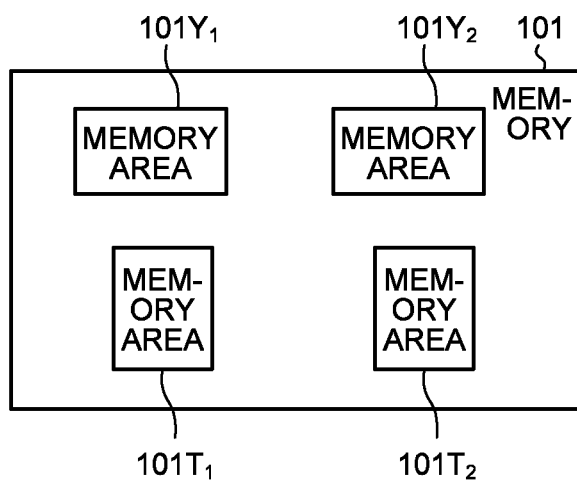 101Y₁ 101Y₂ 101
MEM-
ORY
MEMORY
AREA
MEMORY
AREA
MEM-
ORY
AREA
MEM-
ORY
AREA
101T₁ 101T₂